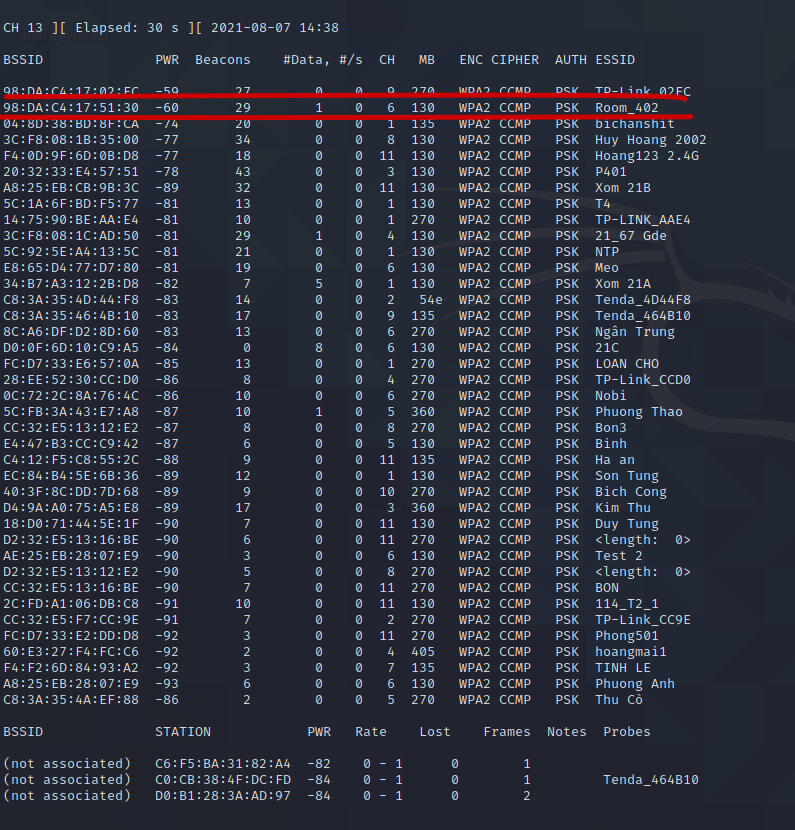 CH 13 ][ Elapsed: 30 s ][ 2021-08-07 14:38
BSSID PWR Beacons #Data, #/s CH MB ENC CIPHER AUTH ESSID
98:DA:C4:17:02:FC -59 27 0 0 9 270 WPA2 CCMP PSK TP-Link_02FC
98:DA:C4:17:51:30 -60 29 1 0 6 130 WPA2 CCMP PSK Room_402
04:8D:38:BD:8F:CA -74 20 0 0 1 135 WPA2 CCMP PSK bichanshit
3C:F8:08:1B:35:00 -77 34 0 0 8 130 WPA2 CCMP PSK Huy Hoang 2002
F4:0D:9F:6D:0B:D8 -77 18 0 0 11 130 WPA2 CCMP PSK Hoang123 2.4G
20:32:33:E4:57:51 -78 43 0 0 3 130 WPA2 CCMP PSK P401
A8:25:EB:CB:9B:3C -89 32 0 0 11 130 WPA2 CCMP PSK Xom 21B
5C:1A:6F:BD:F5:77 -81 13 0 0 1 130 WPA2 CCMP PSK T4
14:75:90:BE:AA:E4 -81 10 0 0 1 270 WPA2 CCMP PSK TP-LINK_AAE4
3C:F8:08:1C:AD:50 -81 29 1 0 4 130 WPA2 CCMP PSK 21_67 Gde
5C:92:5E:A4:13:5C -81 21 0 0 1 130 WPA2 CCMP PSK NTP
E8:65:D4:77:D7:80 -81 19 0 0 6 130 WPA2 CCMP PSK Meo
34:B7:A3:12:2B:D8 -82 7 5 0 1 130 WPA2 CCMP PSK Xom 21A
C8:3A:35:4D:44:F8 -83 14 0 0 2 54e WPA2 CCMP PSK Tenda_4D44F8
C8:3A:35:46:4B:10 -83 17 0 0 9 135 WPA2 CCMP PSK Tenda_464B10
8C:A6:DF:D2:8D:60 -83 13 0 0 6 270 WPA2 CCMP PSK Ngân Trung
D0:0F:6D:10:C9:A5 -84 0 8 0 6 130 WPA2 CCMP PSK 21C
FC:D7:33:E6:57:0A -85 13 0 0 1 270 WPA2 CCMP PSK LOAN CHO
28:EE:52:30:CC:D0 -86 8 0 0 4 270 WPA2 CCMP PSK TP-Link_CCD0
0C:72:2C:8A:76:4C -86 10 0 0 6 270 WPA2 CCMP PSK Nobi
5C:FB:3A:43:E7:A8 -87 10 1 0 5 360 WPA2 CCMP PSK Phuong Thao
CC:32:E5:13:12:E2 -87 8 0 0 8 270 WPA2 CCMP PSK Bon3
E4:47:B3:CC:C9:42 -87 6 0 0 5 130 WPA2 CCMP PSK Binh
C4:12:F5:C8:55:2C -88 9 0 0 11 135 WPA2 CCMP PSK Ha an
EC:84:B4:5E:6B:36 -89 12 0 0 1 130 WPA2 CCMP PSK Son Tung
40:3F:8C:DD:7D:68 -89 9 0 0 10 270 WPA2 CCMP PSK Bich Cong
D4:9A:A0:75:A5:E8 -89 17 0 0 3 360 WPA2 CCMP PSK Kim Thu
18:D0:71:44:5E:1F -90 7 0 0 11 130 WPA2 CCMP PSK Duy Tung
D2:32:E5:13:16:BE -90 6 0 0 11 270 WPA2 CCMP PSK <length: 0>
AE:25:EB:28:07:E9 -90 3 0 0 6 130 WPA2 CCMP PSK Test 2
D2:32:E5:13:12:E2 -90 5 0 0 8 270 WPA2 CCMP PSK <length: 0>
CC:32:E5:13:16:BE -90 7 0 0 11 270 WPA2 CCMP PSK BON
2C:FD:A1:06:DB:C8 -91 10 0 0 11 130 WPA2 CCMP PSK 114_T2_1
CC:32:E5:F7:CC:9E -91 7 0 0 2 270 WPA2 CCMP PSK TP-Link_CC9E
FC:D7:33:E2:DD:D8 -92 3 0 0 11 270 WPA2 CCMP PSK Phong501
60:E3:27:F4:FC:C6 -92 2 0 0 4 405 WPA2 CCMP PSK hoangmai1
F4:F2:6D:84:93:A2 -92 3 0 0 7 135 WPA2 CCMP PSK TINH LE
A8:25:EB:28:07:E9 -93 6 0 0 6 130 WPA2 CCMP PSK Phuong Anh
C8:3A:35:4A:EF:88 -86 2 0 0 5 270 WPA2 CCMP PSK Thu Cò
BSSID STATION PWR Rate Lost Frames Notes Probes
(not associated) C6:F5:BA:31:82:A4 -82 0 - 1 0 1
(not associated) C0:CB:38:4F:DC:FD -84 0 - 1 0 1 Tenda_464B10
(not associated) D0:B1:28:3A:AD:97 -84 0 - 1 0 2